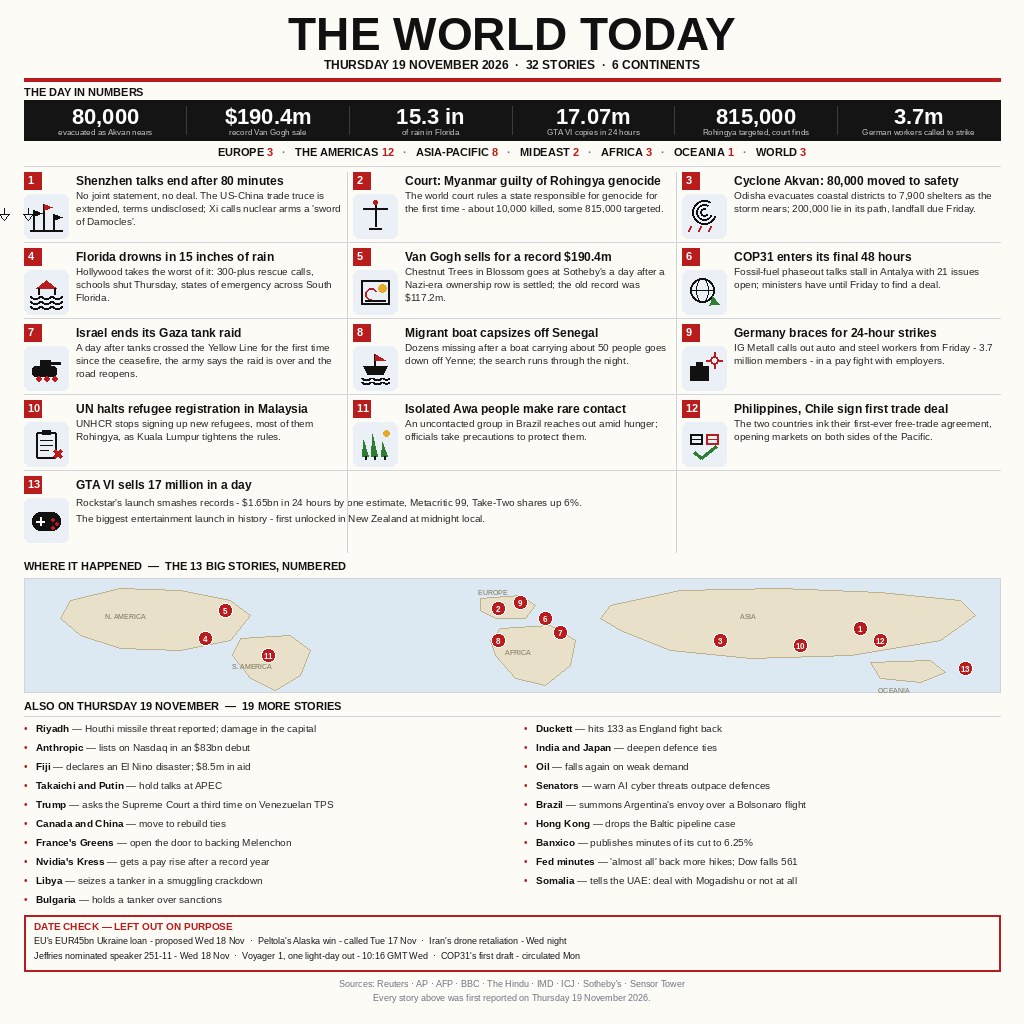 THE WORLD TODAY
THURSDAY 19 NOVEMBER 2026 · 32 STORIES · 6 CONTINENTS
THE DAY IN NUMBERS
80,000
evacuated as Akvan nears
$190.4m
record Van Gogh sale
15.3 in
of rain in Florida
17.07m
GTA VI copies in 24 hours
815,000
Rohingya targeted, court finds
3.7m
German workers called to strike
EUROPE 3 · THE AMERICAS 12 · ASIA-PACIFIC 8 · MIDEAST 2 · AFRICA 3 · OCEANIA 1 · WORLD 3
1
Shenzhen talks end after 80 minutes
No joint statement, no deal. The US-China trade truce is
extended, terms undisclosed; Xi calls nuclear arms a 'sword
of Damocles'.
2
Court: Myanmar guilty of Rohingya genocide
The world court rules a state responsible for genocide for
the first time - about 10,000 killed, some 815,000 targeted.
3
Cyclone Akvan: 80,000 moved to safety
Odisha evacuates coastal districts to 7,900 shelters as the
storm nears; 200,000 lie in its path, landfall due Friday.
4
Florida drowns in 15 inches of rain
Hollywood takes the worst of it: 300-plus rescue calls,
schools shut Thursday, states of emergency across South
Florida.
5
Van Gogh sells for a record $190.4m
Chestnut Trees in Blossom goes at Sotheby's a day after a
Nazi-era ownership row is settled; the old record was
$117.2m.
6
COP31 enters its final 48 hours
Fossil-fuel phaseout talks stall in Antalya with 21 issues
open; ministers have until Friday to find a deal.
7
Israel ends its Gaza tank raid
A day after tanks crossed the Yellow Line for the first time
since the ceasefire, the army says the raid is over and the
road reopens.
8
Migrant boat capsizes off Senegal
Dozens missing after a boat carrying about 50 people goes
down off Yenne; the search runs through the night.
9
Germany braces for 24-hour strikes
IG Metall calls out auto and steel workers from Friday - 3.7
million members - in a pay fight with employers.
10
UN halts refugee registration in Malaysia
UNHCR stops signing up new refugees, most of them
Rohingya, as Kuala Lumpur tightens the rules.
11
Isolated Awa people make rare contact
An uncontacted group in Brazil reaches out amid hunger;
officials take precautions to protect them.
12
Philippines, Chile sign first trade deal
The two countries ink their first-ever free-trade agreement,
opening markets on both sides of the Pacific.
13
GTA VI sells 17 million in a day
Rockstar's launch smashes records - $1.65bn in 24 hours by one estimate, Metacritic 99, Take-Two shares up 6%.
The biggest entertainment launch in history - first unlocked in New Zealand at midnight local.
WHERE IT HAPPENED — THE 13 BIG STORIES, NUMBERED
N. AMERICA
5
4
S. AMERICA
11
EUROPE
2
9
6
7
8
AFRICA
ASIA
3
10
1
12
13
OCEANIA
ALSO ON THURSDAY 19 NOVEMBER — 19 MORE STORIES
• Riyadh — Houthi missile threat reported; damage in the capital
• Anthropic — lists on Nasdaq in an $83bn debut
• Fiji — declares an El Nino disaster; $8.5m in aid
• Takaichi and Putin — hold talks at APEC
• Trump — asks the Supreme Court a third time on Venezuelan TPS
• Canada and China — move to rebuild ties
• France's Greens — open the door to backing Melenchon
• Nvidia's Kress — gets a pay rise after a record year
• Libya — seizes a tanker in a smuggling crackdown
• Bulgaria — holds a tanker over sanctions
• Duckett — hits 133 as England fight back
• India and Japan — deepen defence ties
• Oil — falls again on weak demand
• Senators — warn AI cyber threats outpace defences
• Brazil — summons Argentina's envoy over a Bolsonaro flight
• Hong Kong — drops the Baltic pipeline case
• Banxico — publishes minutes of its cut to 6.25%
• Fed minutes — 'almost all' back more hikes; Dow falls 561
• Somalia — tells the UAE: deal with Mogadishu or not at all
DATE CHECK — LEFT OUT ON PURPOSE
EU's EUR45bn Ukraine loan - proposed Wed 18 Nov · Peltola's Alaska win - called Tue 17 Nov · Iran's drone retaliation - Wed night
Jeffries nominated speaker 251-11 - Wed 18 Nov · Voyager 1, one light-day out - 10:16 GMT Wed · COP31's first draft - circulated Mon
Sources: Reuters · AP · AFP · BBC · The Hindu · IMD · ICJ · Sotheby's · Sensor Tower
Every story above was first reported on Thursday 19 November 2026.